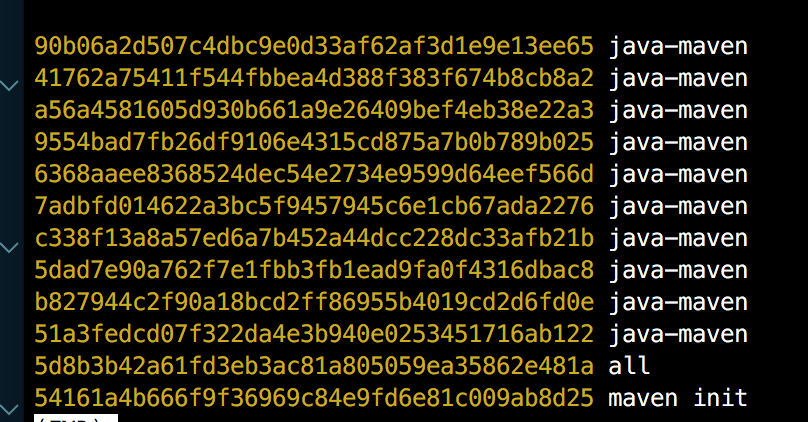 90b06a2d507c4dbc9e0d33af62af3d1e9e13ee65 java-maven
41762a75411f544fbbea4d388f383f674b8cb8a2 java-maven
a56a4581605d930b661a9e26409bef4eb38e22a3 java-maven
9554bad7fb26df9106e4315cd875a7b0b789b025 java-maven
6368aaee8368524dec54e2734e9599d64eef566d java-maven
7adbfd014622a3bc5f9457945c6e1cb67ada2276 java-maven
c338f13a8a57ed6a7b452a44dcc228dc33afb21b java-maven
5dad7e90a762f7e1fbb3fb1ead9fa0f4316dbac8 java-maven
b827944c2f90a18bcd2ff86955b4019cd2d6fd0e java-maven
51a3fedcd07f322da4e3b940e0253451716ab122 java-maven
5d8b3b42a61fd3eb3ac81a805059ea35862e481a all
54161a4b666f9f36969c84e9fd6e81c009ab8d25 maven init